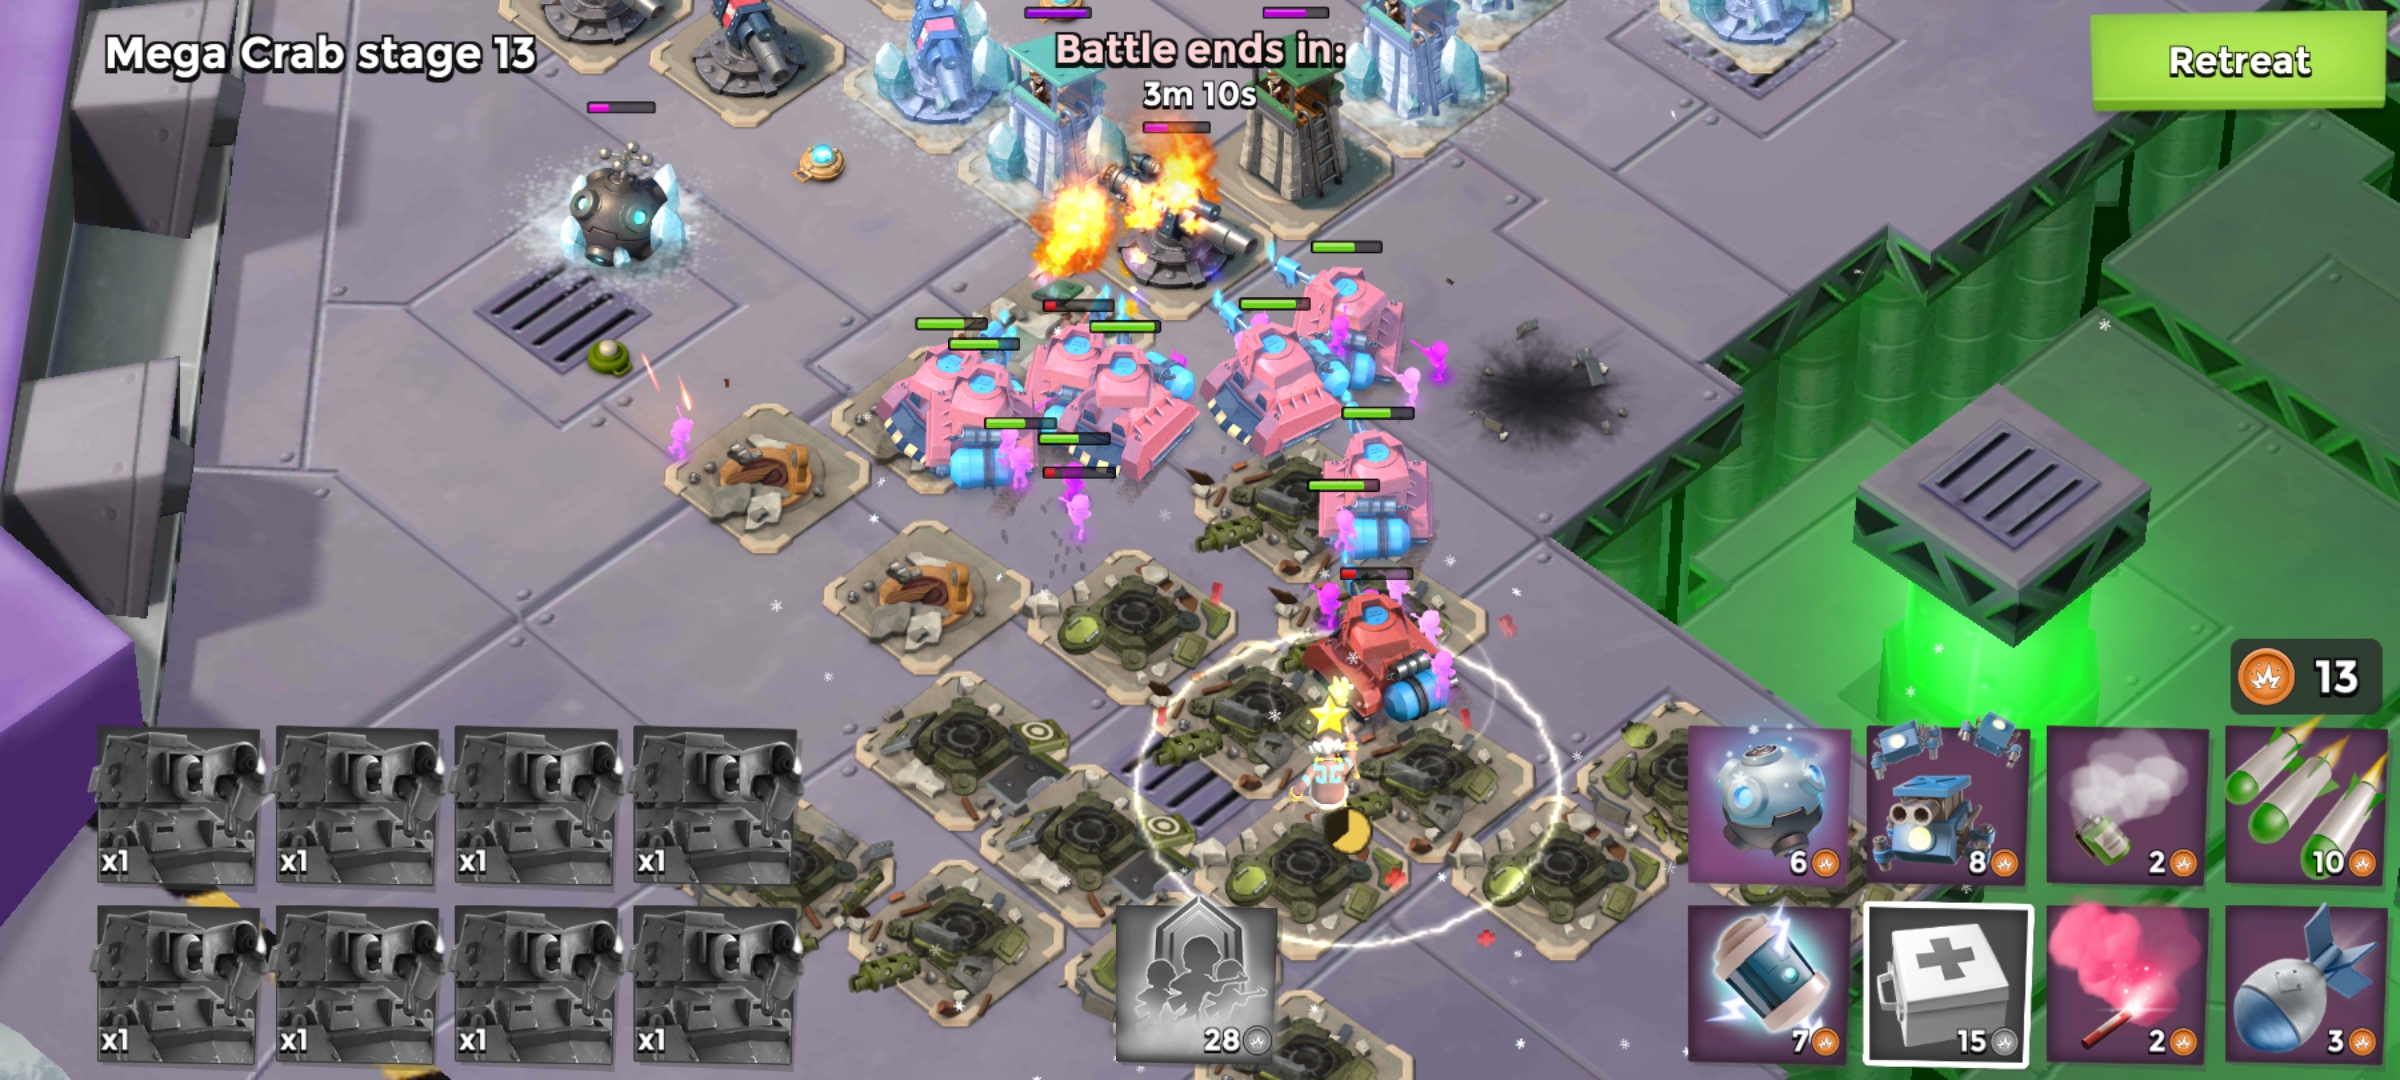 Mega Crab stage 13
Battle ends in:
3m 10s
Retreat
13
6
8
2
10
x1
x1
x1
x1
7
15
2
3
x1
x1
x1
x1
28